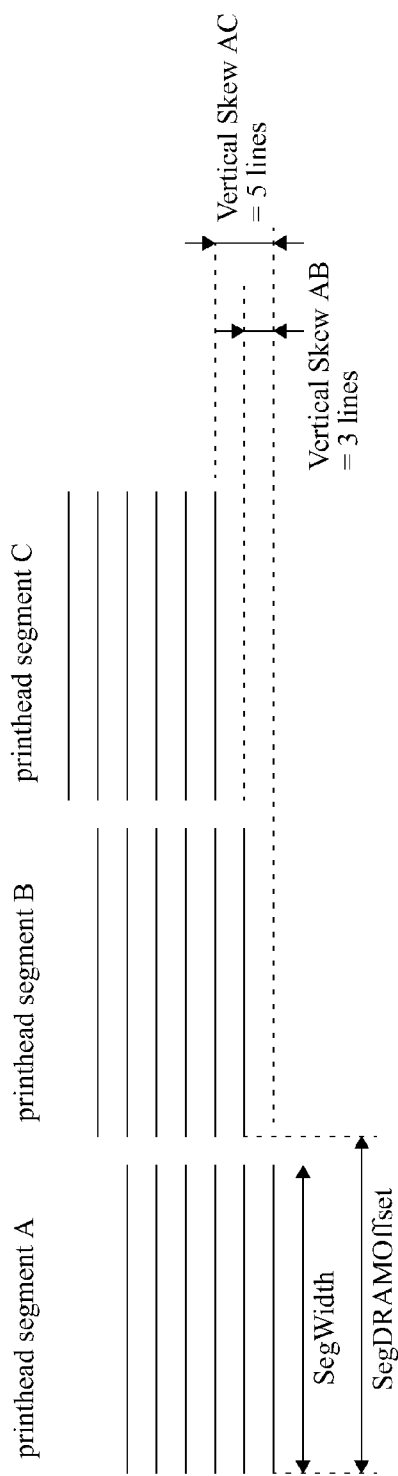 printhead segment A
printhead segment B
printhead segment C
Vertical Skew AC
= 5 lines
Vertical Skew AB
= 3 lines
SegWidth
SegDRAMOffset